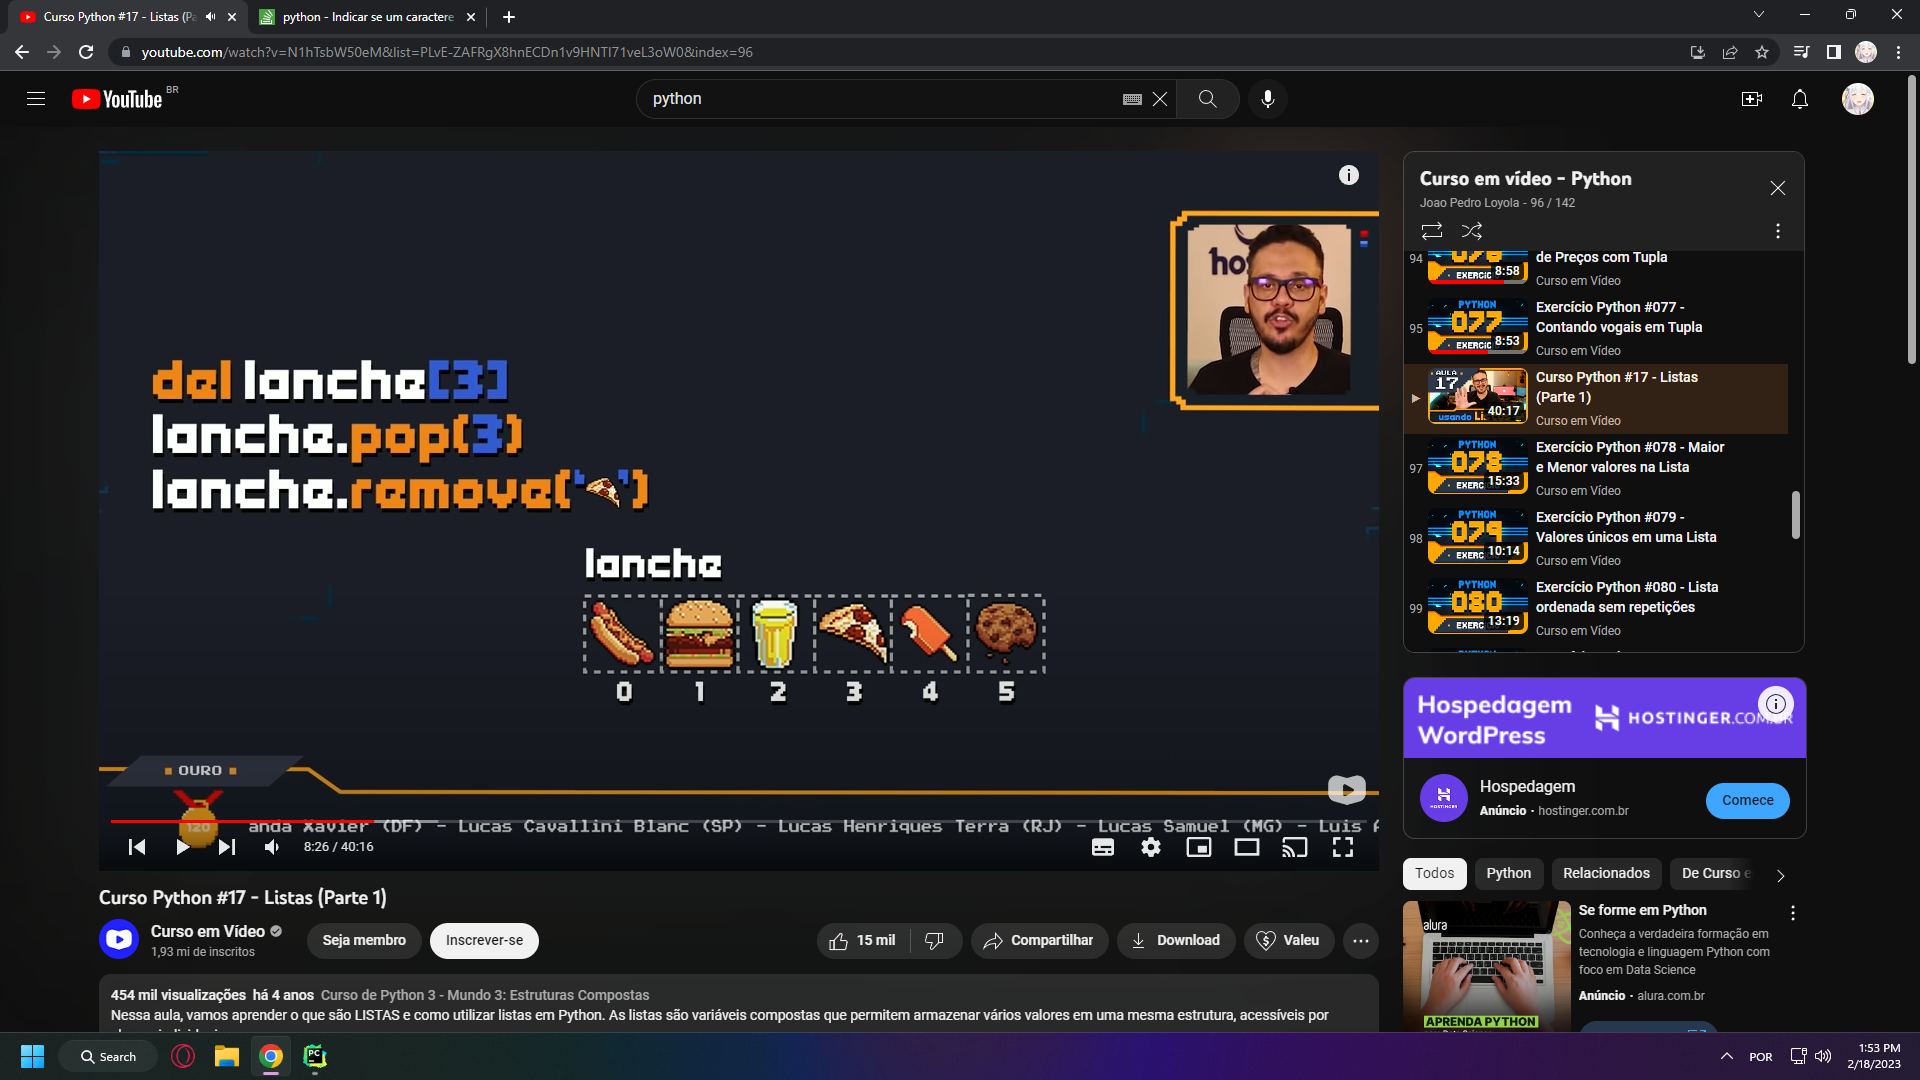 Curso Python #17 - Listas (Pa
python - Indicar se um caractere
youtube.com/watch?v=N1hTsbW50eM&list=PLvE-ZAFRgX8hnECDn1v9HNTI71veL3oW0&index=96
YouTube BR
python
del lanche[3]
lanche.pop(3)
lanche.remove('')
lanche
0 1 2 3 4 5
OURO
120
anda Xavier (DF) - Lucas Cavallini Blanc (SP) - Lucas Henriques Terra (RJ) - Lucas Samuel (MG) - Luis
8:26 / 40:16
Curso Python #17 - Listas (Parte 1)
Curso em Vídeo
1,93 mi de inscritos
Seja membro
Inscrever-se
15 mil
Compartilhar
Download
Valeu
454 mil visualizações há 4 anos Curso de Python 3 - Mundo 3: Estruturas Compostas
Nessa aula, vamos aprender o que são LISTAS e como utilizar listas em Python. As listas são variáveis compostas que permitem armazenar vários valores em uma mesma estrutura, acessíveis por
Curso em vídeo - Python
Joao Pedro Loyola - 96 / 142
94
8:58
de Preços com Tupla
Curso em Vídeo
95
PYTHON
077
8:53
Exercício Python #077 -
Contando vogais em Tupla
Curso em Vídeo
AULA
17
usando
40:17
Curso Python #17 - Listas
(Parte 1)
Curso em Vídeo
97
PYTHON
078
15:33
Exercício Python #078 - Maior
e Menor valores na Lista
Curso em Vídeo
98
PYTHON
079
10:14
Exercício Python #079 -
Valores únicos em uma Lista
Curso em Vídeo
99
PYTHON
080
13:19
Exercício Python #080 - Lista
ordenada sem repetições
Curso em Vídeo
Hospedagem
WordPress
HOSTINGER.COM.BR
Hospedagem
Anúncio · hostinger.com.br
Comece
Todos
Python
Relacionados
De Curso e
alura
APRENDA PYTHON
Se forme em Python
Conheça a verdadeira formação em
tecnologia e linguagem Python com
foco em Data Science
Anúncio · alura.com.br
Search
POR
1:53 PM
2/18/2023